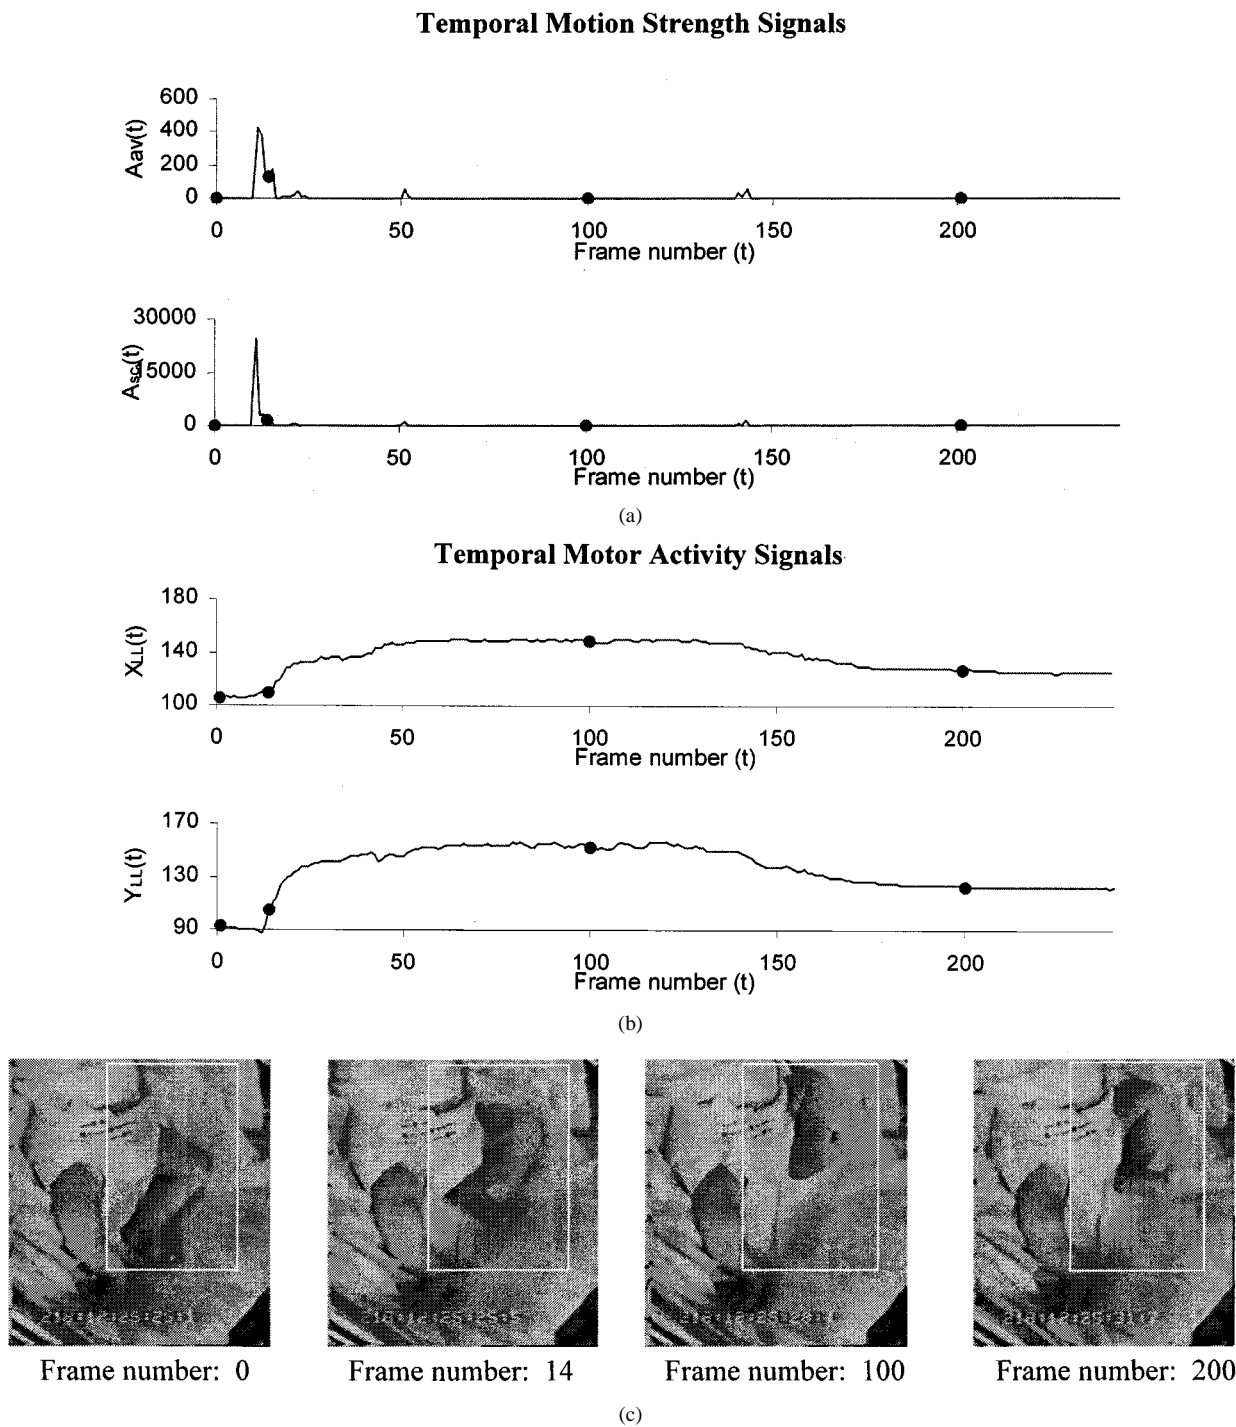 Temporal Motion Strength Signals
Aav(t)
600
400
200
0
0 50 100 150 200
Frame number (t)
Asc(t)
30000
15000
0
0 50 100 150 200
Frame number (t)
(a)
Temporal Motor Activity Signals
XLL(t)
180
140
100
0 50 100 150 200
Frame number (t)
YLL(t)
170
130
90
0 50 100 150 200
Frame number (t)
(b)
Frame number: 0
Frame number: 14
Frame number: 100
Frame number: 200
(c)